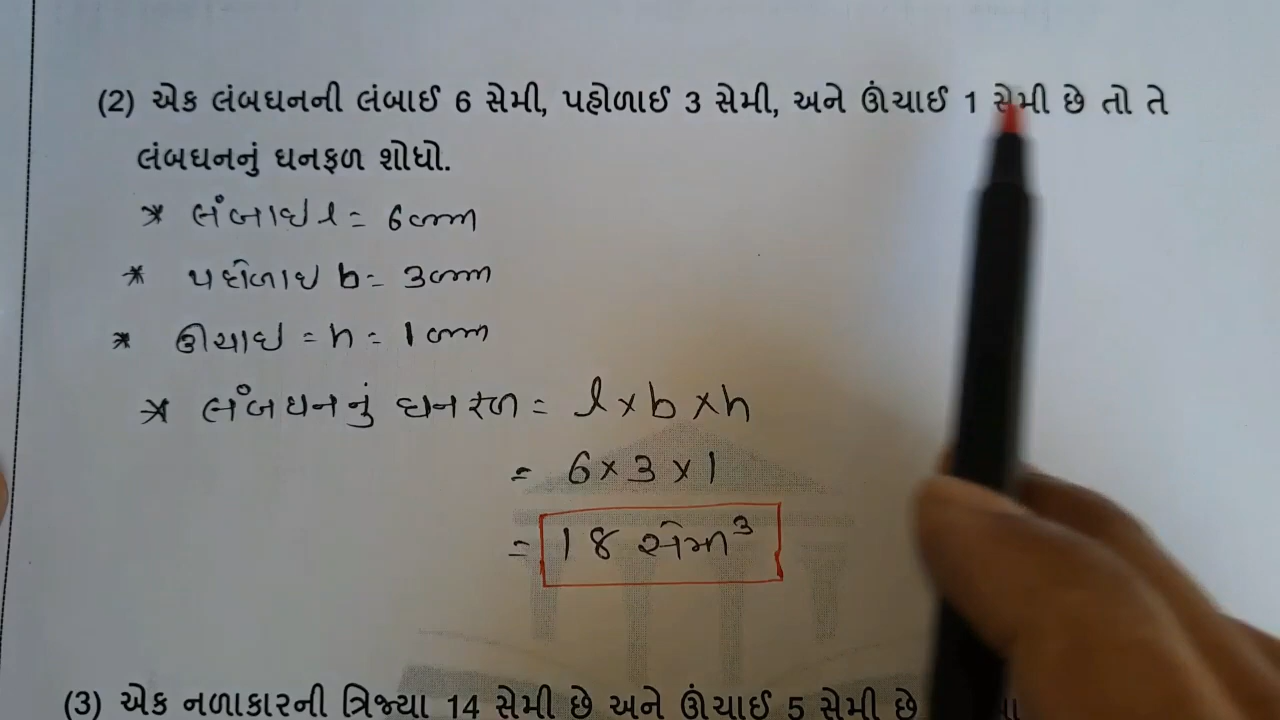 (2) એક લંબઘનની લંબાઈ 6 સેમી, પહોળાઈ 3 સેમી, અને ઊંચાઈ 1 સેમી છે તો તે
લંબઘનનું ઘનફળ શોધો.
* લંબાઇ l = 6cm
* પહોળાઇ b = 3cm
* ઊચાઇ = h = 1cm
* લંબઘનનું ઘનફળ = l × b × h
= 6 × 3 × 1
= 18 સેમી³
(3) એક નળાકારની ત્રિજ્યા 14 સેમી છે અને ઊંચાઈ 5 સેમી છે